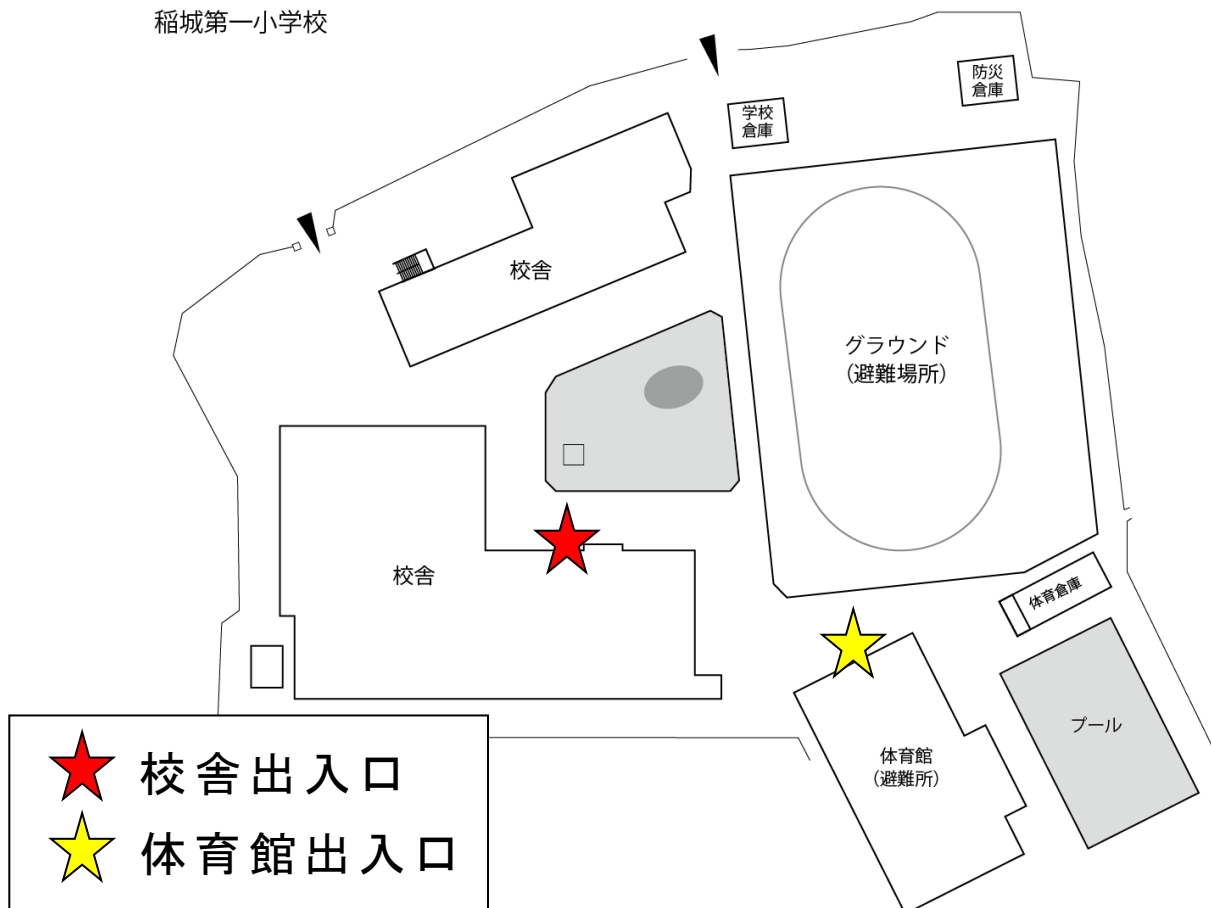 稲城第一小学校
防災
倉庫
学校
倉庫
校舎
グラウンド
（避難場所）
校舎
体育倉庫
プール
体育館
（避難所）
校舎出入口
体育館出入口